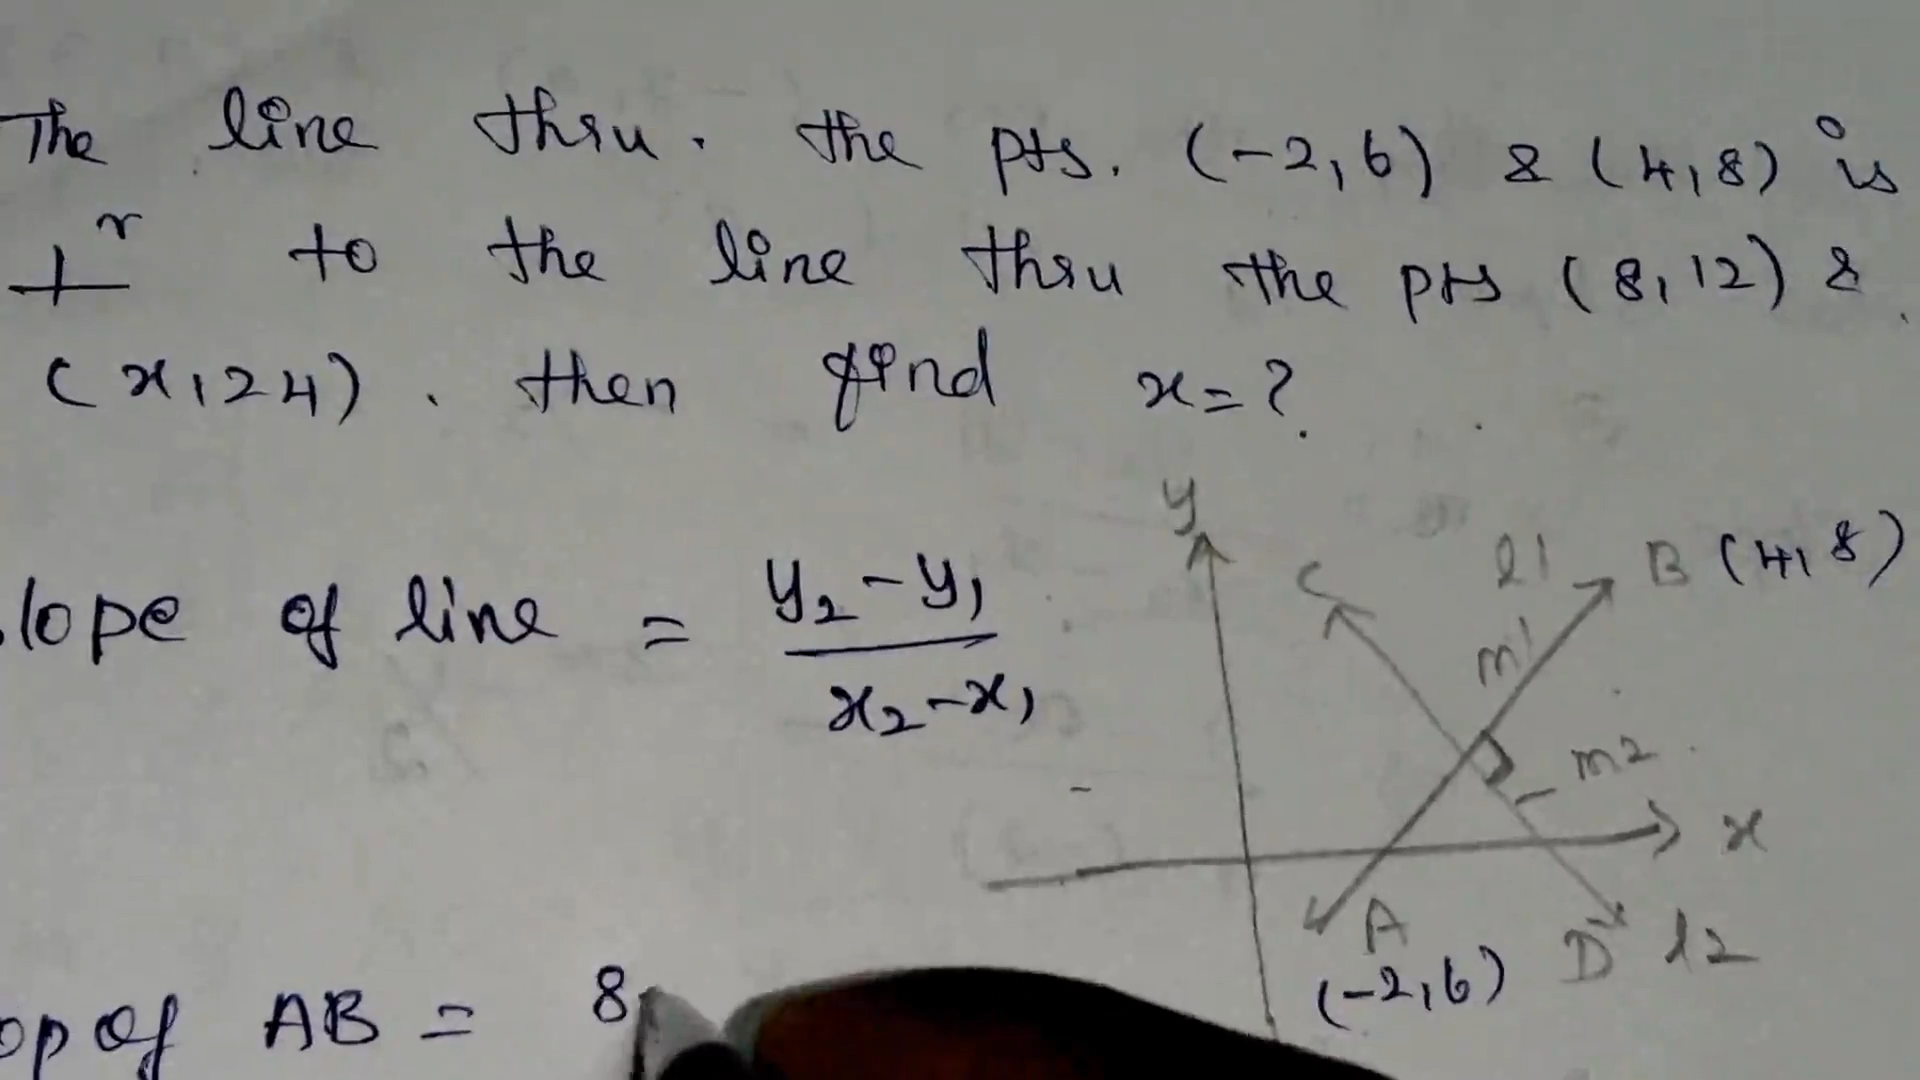 The line thru. the pts. (-2,6) & (4,8) is
⊥r to the line thru the pts (8,12) &
(x,24). then find x=?
lope of line = y2-y1
x2-x1
y
C
l1
B (4,8)
m1
m2
x
A
(-2,6)
D l2
op of AB = 8